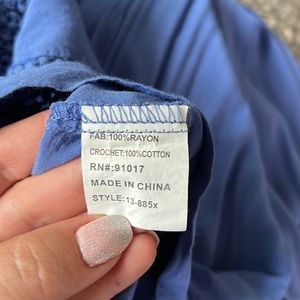 FAB:100%RAYON
CROCHET:100%COTTON
RN#:91017
MADE IN CHINA
STYLE:13-885x